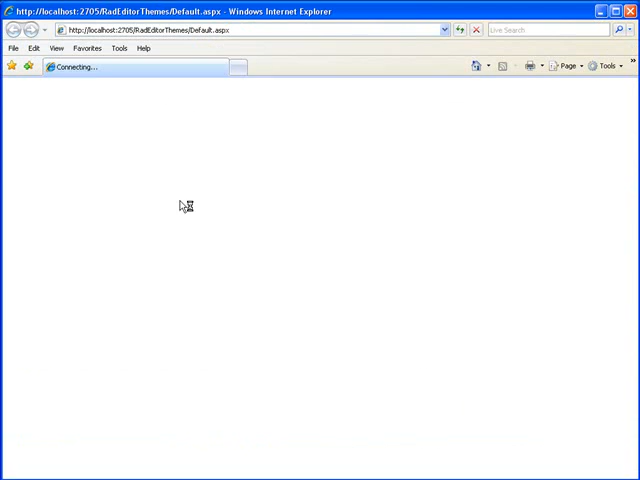 http://localhost:2705/RadEditorThemes/Default.aspx - Windows Internet Explorer
http://localhost:2705/RadEditorThemes/Default.aspx
Live Search
File Edit View Favorites Tools Help
Connecting...
Page
Tools
»